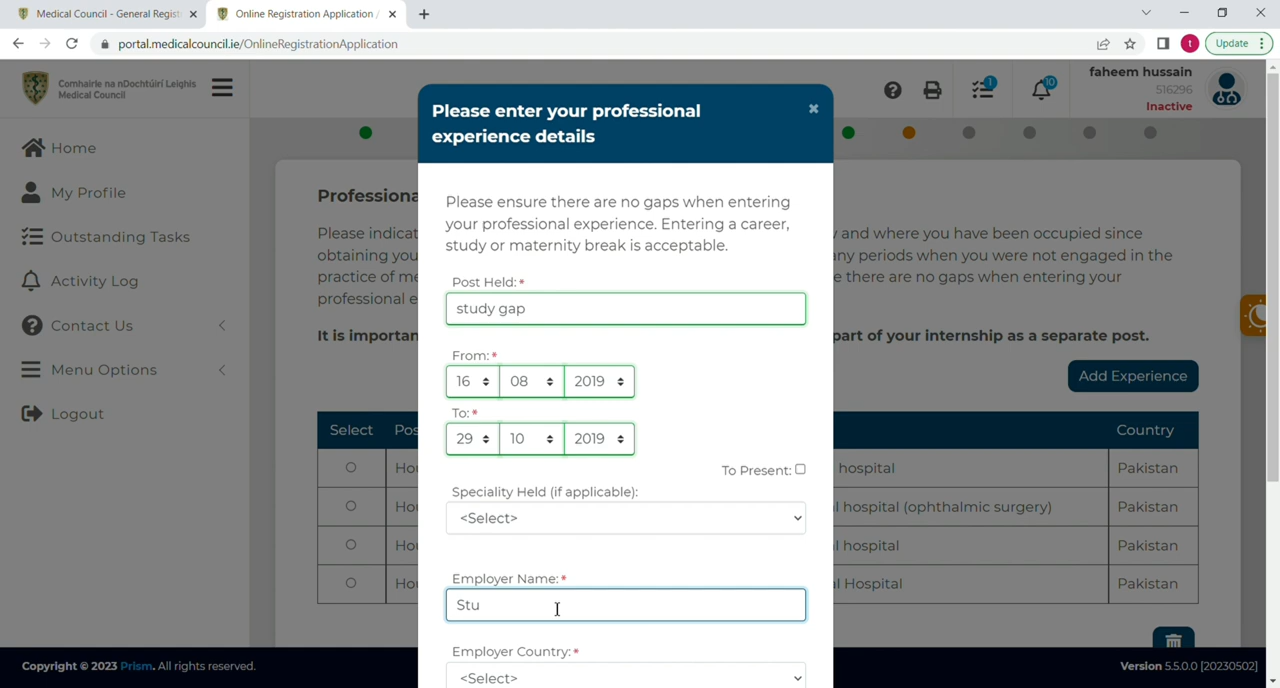 Medical Council - General Regist
Online Registration Application /
portal.medicalcouncil.ie/OnlineRegistrationApplication
t
Update
Comhairle na nDochtúirí Leighis
Medical Council
1
10
faheem hussain
516296
Inactive
Home
My Profile
Outstanding Tasks
Activity Log
Contact Us
Menu Options
Logout
Professiona
Please indicat
obtaining you
practice of me
professional e
It is importan
y and where you have been occupied since
any periods when you were not engaged in the
e there are no gaps when entering your
part of your internship as a separate post.
Add Experience
Select Pos Country
Ho hospital Pakistan
Ho l hospital (ophthalmic surgery) Pakistan
Ho l hospital Pakistan
Ho al Hospital Pakistan
Please enter your professional
experience details
Please ensure there are no gaps when entering
your professional experience. Entering a career,
study or maternity break is acceptable.
Post Held:*
study gap
From:*
16 08 2019
To:*
29 10 2019
To Present:
Speciality Held (if applicable):
<Select>
Employer Name:*
Stu
Employer Country:*
<Select>
Copyright © 2023 Prism. All rights reserved.
Version 5.5.0.0 [20230502]